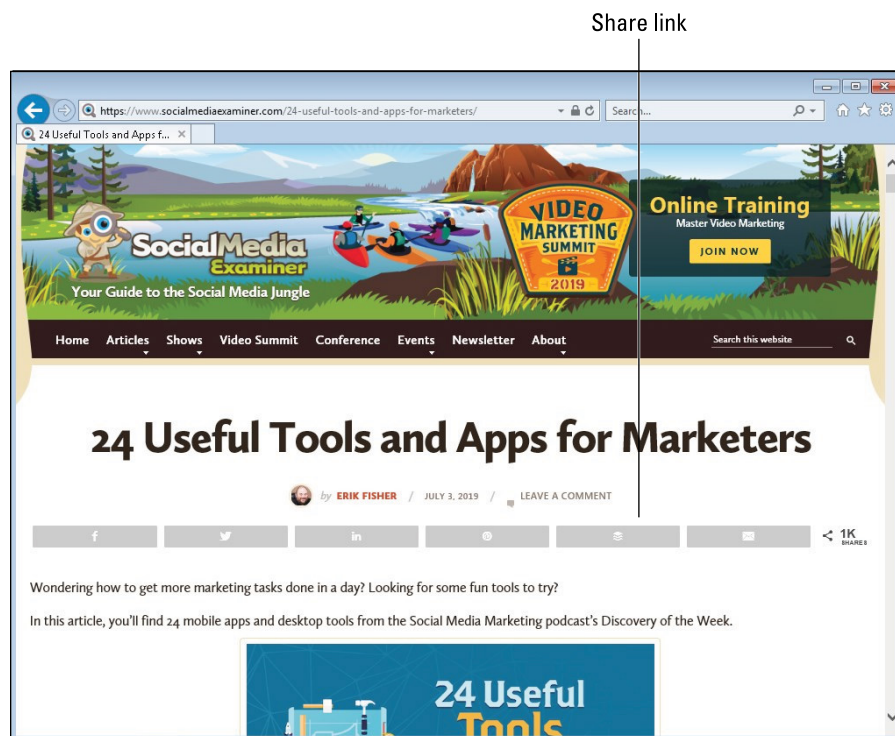 Share link
https://www.socialmediaexaminer.com/24-useful-tools-and-apps-for-marketers/
Search...
24 Useful Tools and Apps f...
SocialMedia
Examiner
Your Guide to the Social Media Jungle
VIDEO
MARKETING
SUMMIT
2019
Online Training
Master Video Marketing
JOIN NOW
Home Articles Shows Video Summit Conference Events Newsletter About Search this website
24 Useful Tools and Apps for Marketers
by ERIK FISHER / JULY 3, 2019 / LEAVE A COMMENT
1K
SHARES
Wondering how to get more marketing tasks done in a day? Looking for some fun tools to try?
In this article, you'll find 24 mobile apps and desktop tools from the Social Media Marketing podcast's Discovery of the Week.
24 Useful
Tools